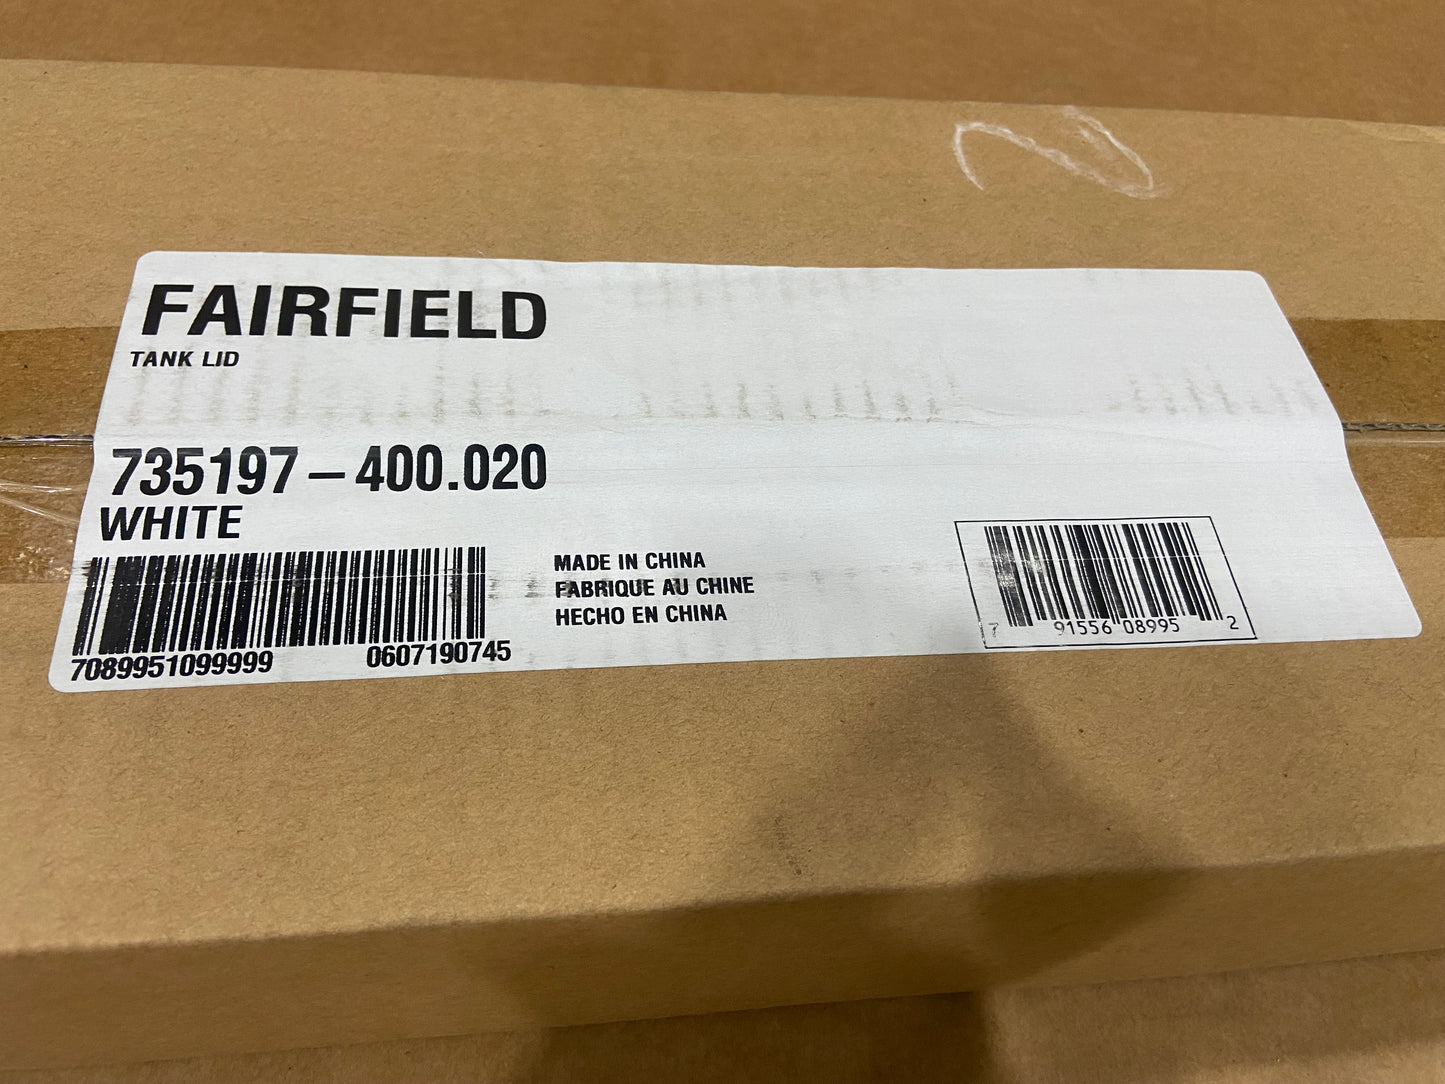 FAIRFIELD
TANK LID
735197-400.020
WHITE
7089951099999 0607190745
MADE IN CHINA
FABRIQUE AU CHINE
HECHO EN CHINA
7 91556 08995 2